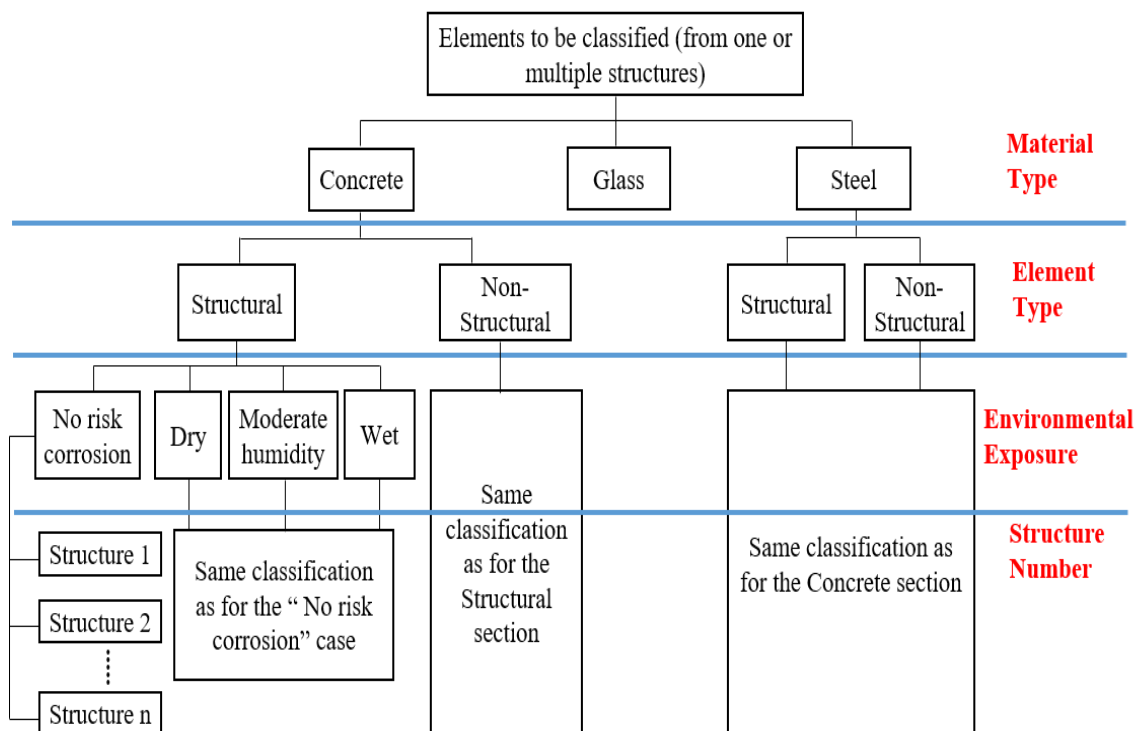 Elements to be classified (from one or
multiple structures)
Material
Type
Concrete
Glass
Steel
Element
Type
Structural
Non-
Structural
Structural
Non-
Structural
Environmental
Exposure
No risk
corrosion
Dry
Moderate
humidity
Wet
Same
classification
as for the
Structural
section
Same classification as
for the Concrete section
Structure
Number
Structure 1
Structure 2
Structure n
Same classification
as for the “ No risk
corrosion” case